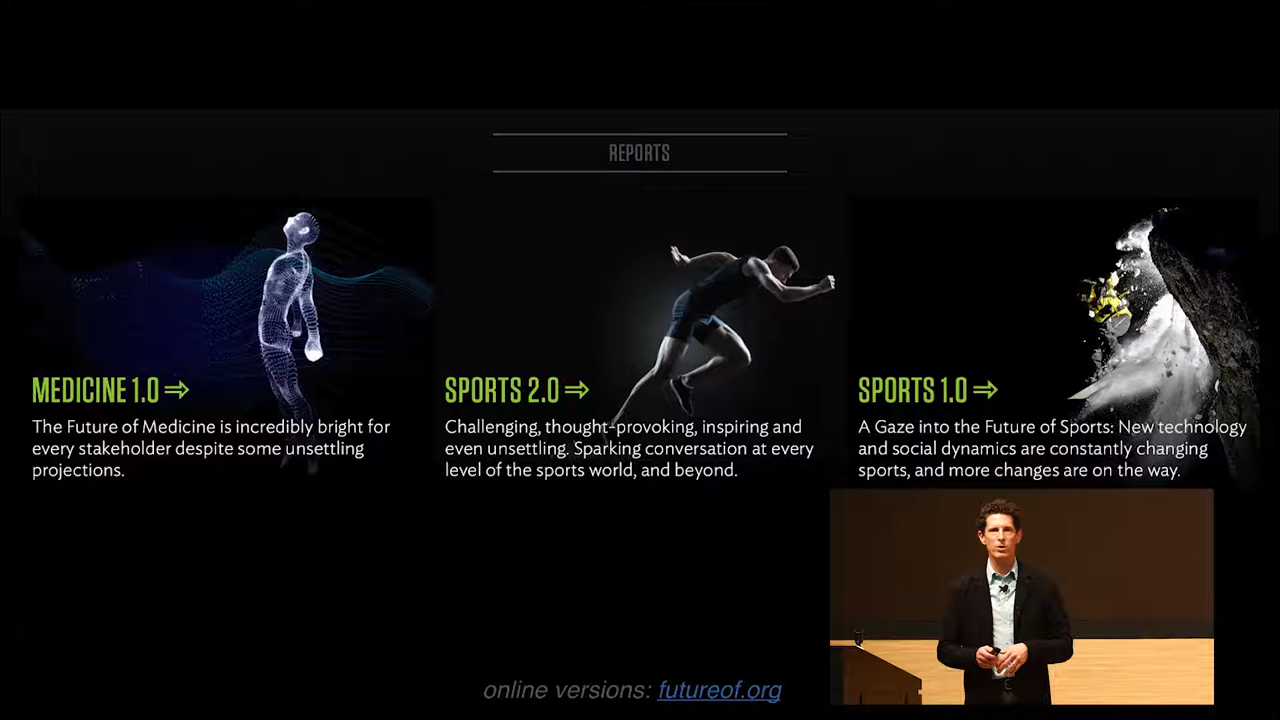 REPORTS
MEDICINE 1.0 ⇒
The Future of Medicine is incredibly bright for
every stakeholder despite some unsettling
projections.
SPORTS 2.0 ⇒
Challenging, thought-provoking, inspiring and
even unsettling. Sparking conversation at every
level of the sports world, and beyond.
SPORTS 1.0 ⇒
A Gaze into the Future of Sports: New technology
and social dynamics are constantly changing
sports, and more changes are on the way.
online versions: futureof.org